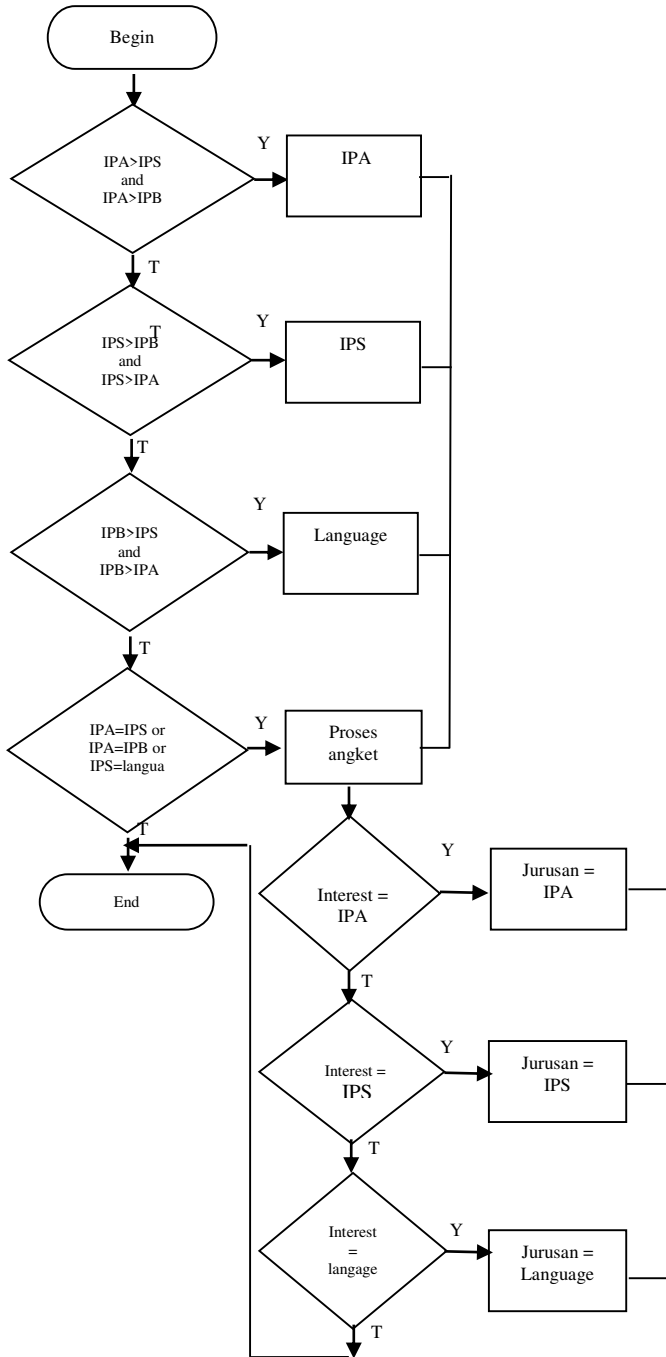 Begin
IPA>IPS
and
IPA>IPB
Y
IPA
T
IPS>IPB
and
IPS>IPA
T
Y
IPS
T
IPB>IPS
and
IPB>IPA
Y
Language
T
IPA=IPS or
IPA=IPB or
IPS=langua
Y
Proses
angket
T
End
Interest =
IPA
Y
Jurusan =
IPA
T
Interest =
IPS
Y
Jurusan =
IPS
T
Interest
=
langage
Y
Jurusan =
Language
T